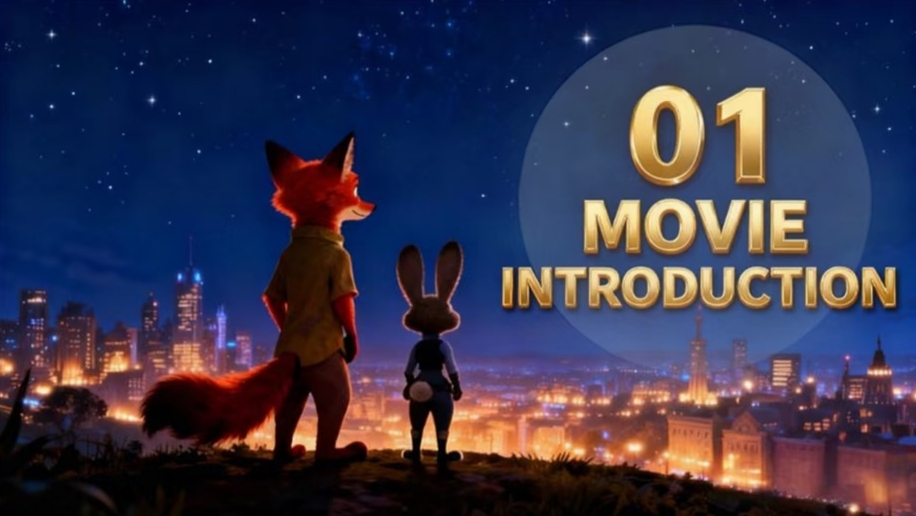 01
MOVIE
INTRODUCTION